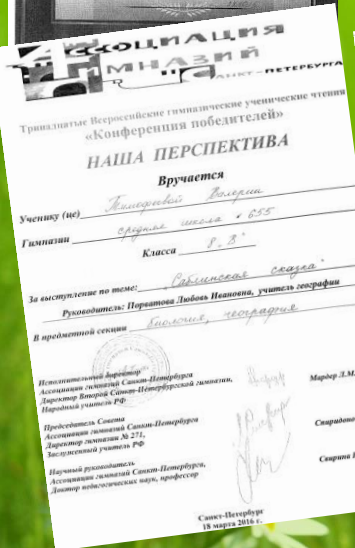 Ассоциация
гимназий
Санкт-Петербурга
Тринадцатые Всероссийские гимназические ученические чтения
«Конференция победителей»
НАША ПЕРСПЕКТИВА
Вручается
Ученику (це) Тимофеевой Валерии
Гимназии средняя школа № 655
Класса 8 „В"
За выступление по теме: „Саблинская сказка"
Руководитель: Порватова Любовь Ивановна, учитель географии
В предметной секции биология, география
Исполнительный директор
Ассоциации гимназий Санкт-Петербурга
Директор Второй Санкт-Петербургской гимназии,
Народный учитель РФ
Мардер Л.М.
Председатель Совета
Ассоциации гимназий Санкт-Петербурга
Директор гимназии № 271,
Заслуженный учитель РФ
Научный руководитель
Ассоциации гимназий Санкт-Петербурга,
Доктор педагогических наук, профессор
Санкт-Петербург
18 марта 2016 г.